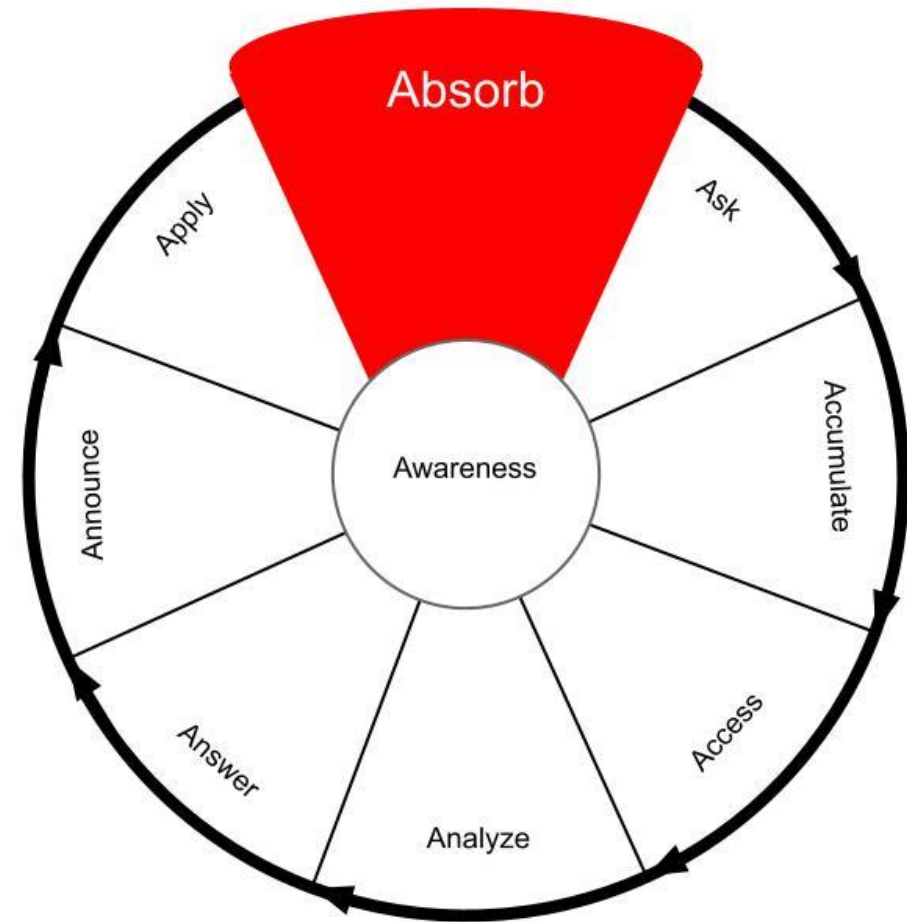 Absorb
Ask
Accumulate
Access
Analyze
Answer
Announce
Apply
Awareness